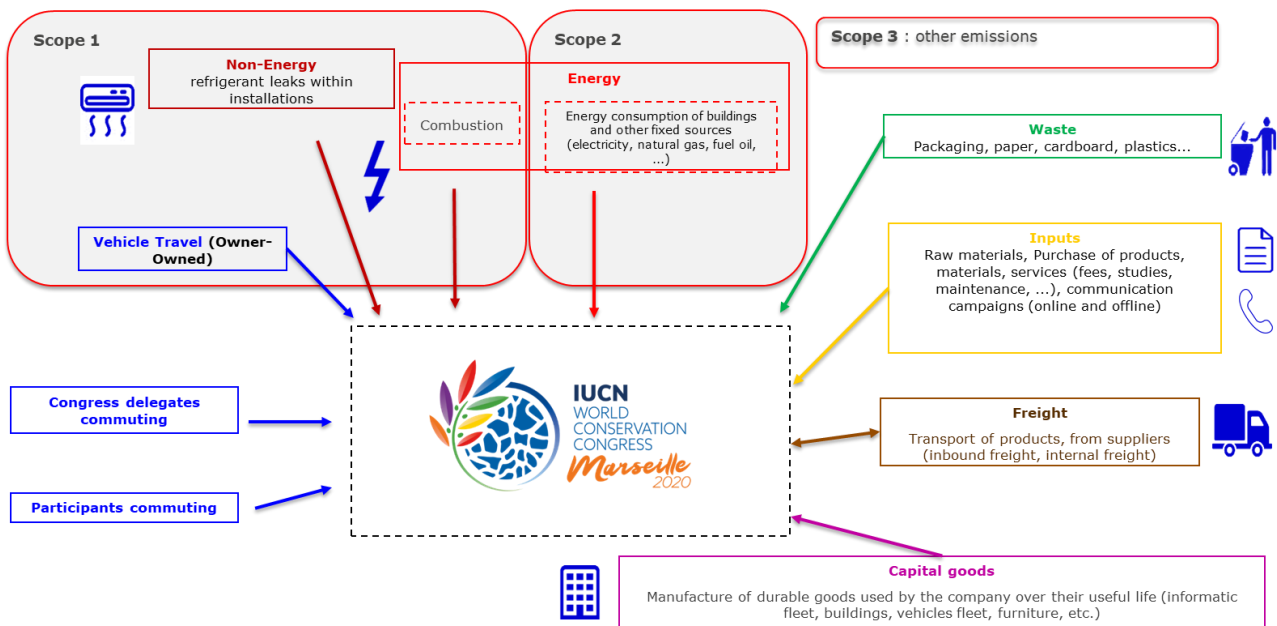 Scope 1
Scope 2
Scope 3 : other emissions
Non-Energy
refrigerant leaks within
installations
Energy
Combustion
Energy consumption of buildings
and other fixed sources
(electricity, natural gas, fuel oil,
...)
Waste
Packaging, paper, cardboard, plastics...
Vehicle Travel (Owner-
Owned)
Inputs
Raw materials, Purchase of products,
materials, services (fees, studies,
maintenance, ...), communication
campaigns (online and offline)
IUCN
WORLD
CONSERVATION
CONGRESS
Marseille
2020
Congress delegates
commuting
Freight
Transport of products, from suppliers
(inbound freight, internal freight)
Participants commuting
Capital goods
Manufacture of durable goods used by the company over their useful life (informatic
fleet, buildings, vehicles fleet, furniture, etc.)